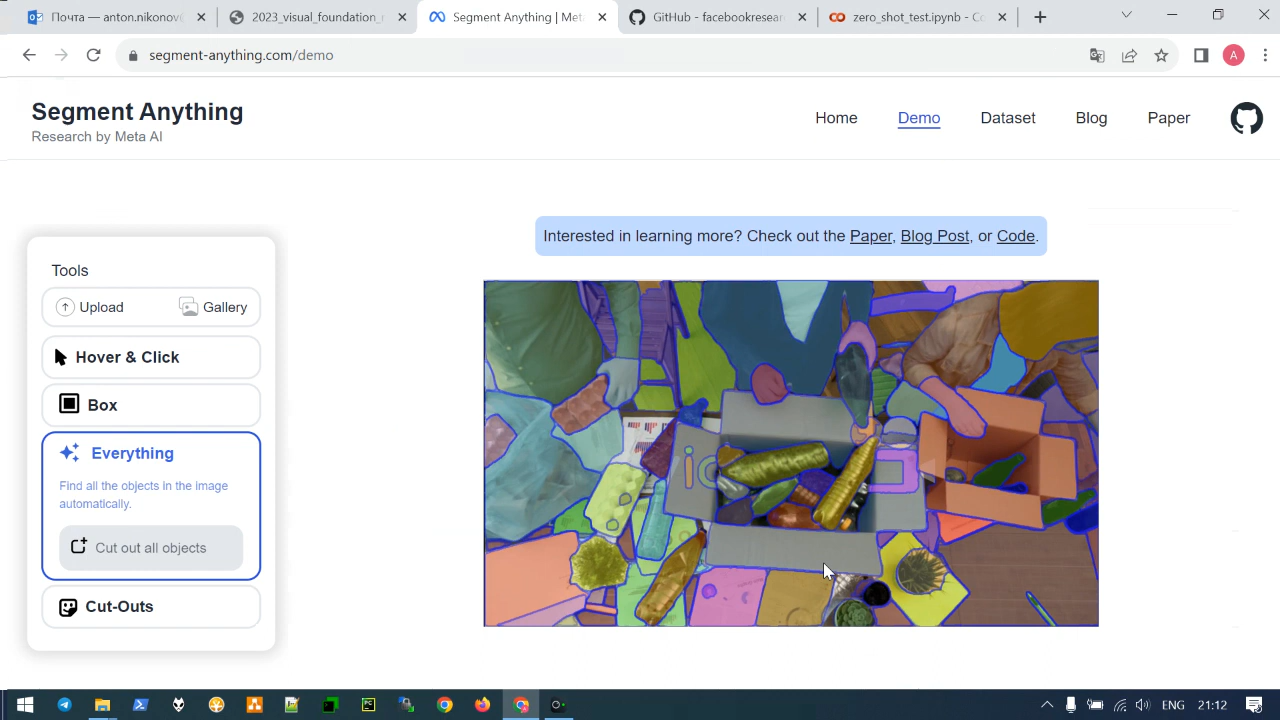 Почта — anton.nikonovi
2023_visual_foundation_
Segment Anything | Meta
GitHub - facebookresear
zero_shot_test.ipynb - Co
segment-anything.com/demo
A
Segment Anything
Research by Meta AI
Home
Demo
Dataset
Blog
Paper
Interested in learning more? Check out the Paper, Blog Post, or Code.
Tools
Upload
Gallery
Hover & Click
Box
Everything
Find all the objects in the image
automatically.
Cut out all objects
Cut-Outs
ENG
21:12